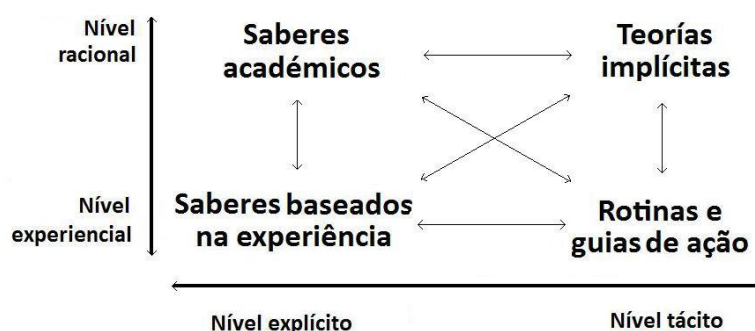 Nível
racional
Saberes
académicos
Teorías
implícitas
Nível
experiencial
Saberes baseados
na experiência
Rotinas e
guias de ação
Nível explícito
Nível tácito